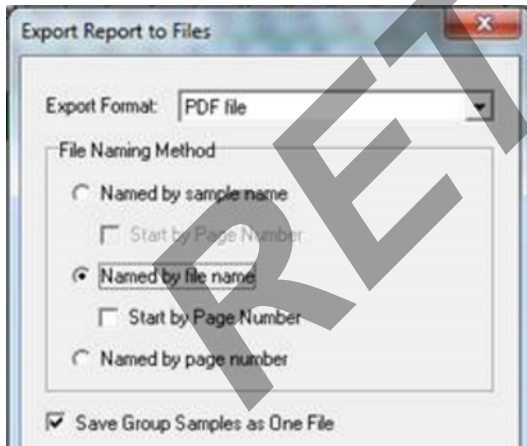 Export Report to Files
Export Format: PDF file
File Naming Method
Named by sample name
Start by Page Number
Named by file name
Start by Page Number
Named by page number
Save Group Samples as One File
RET